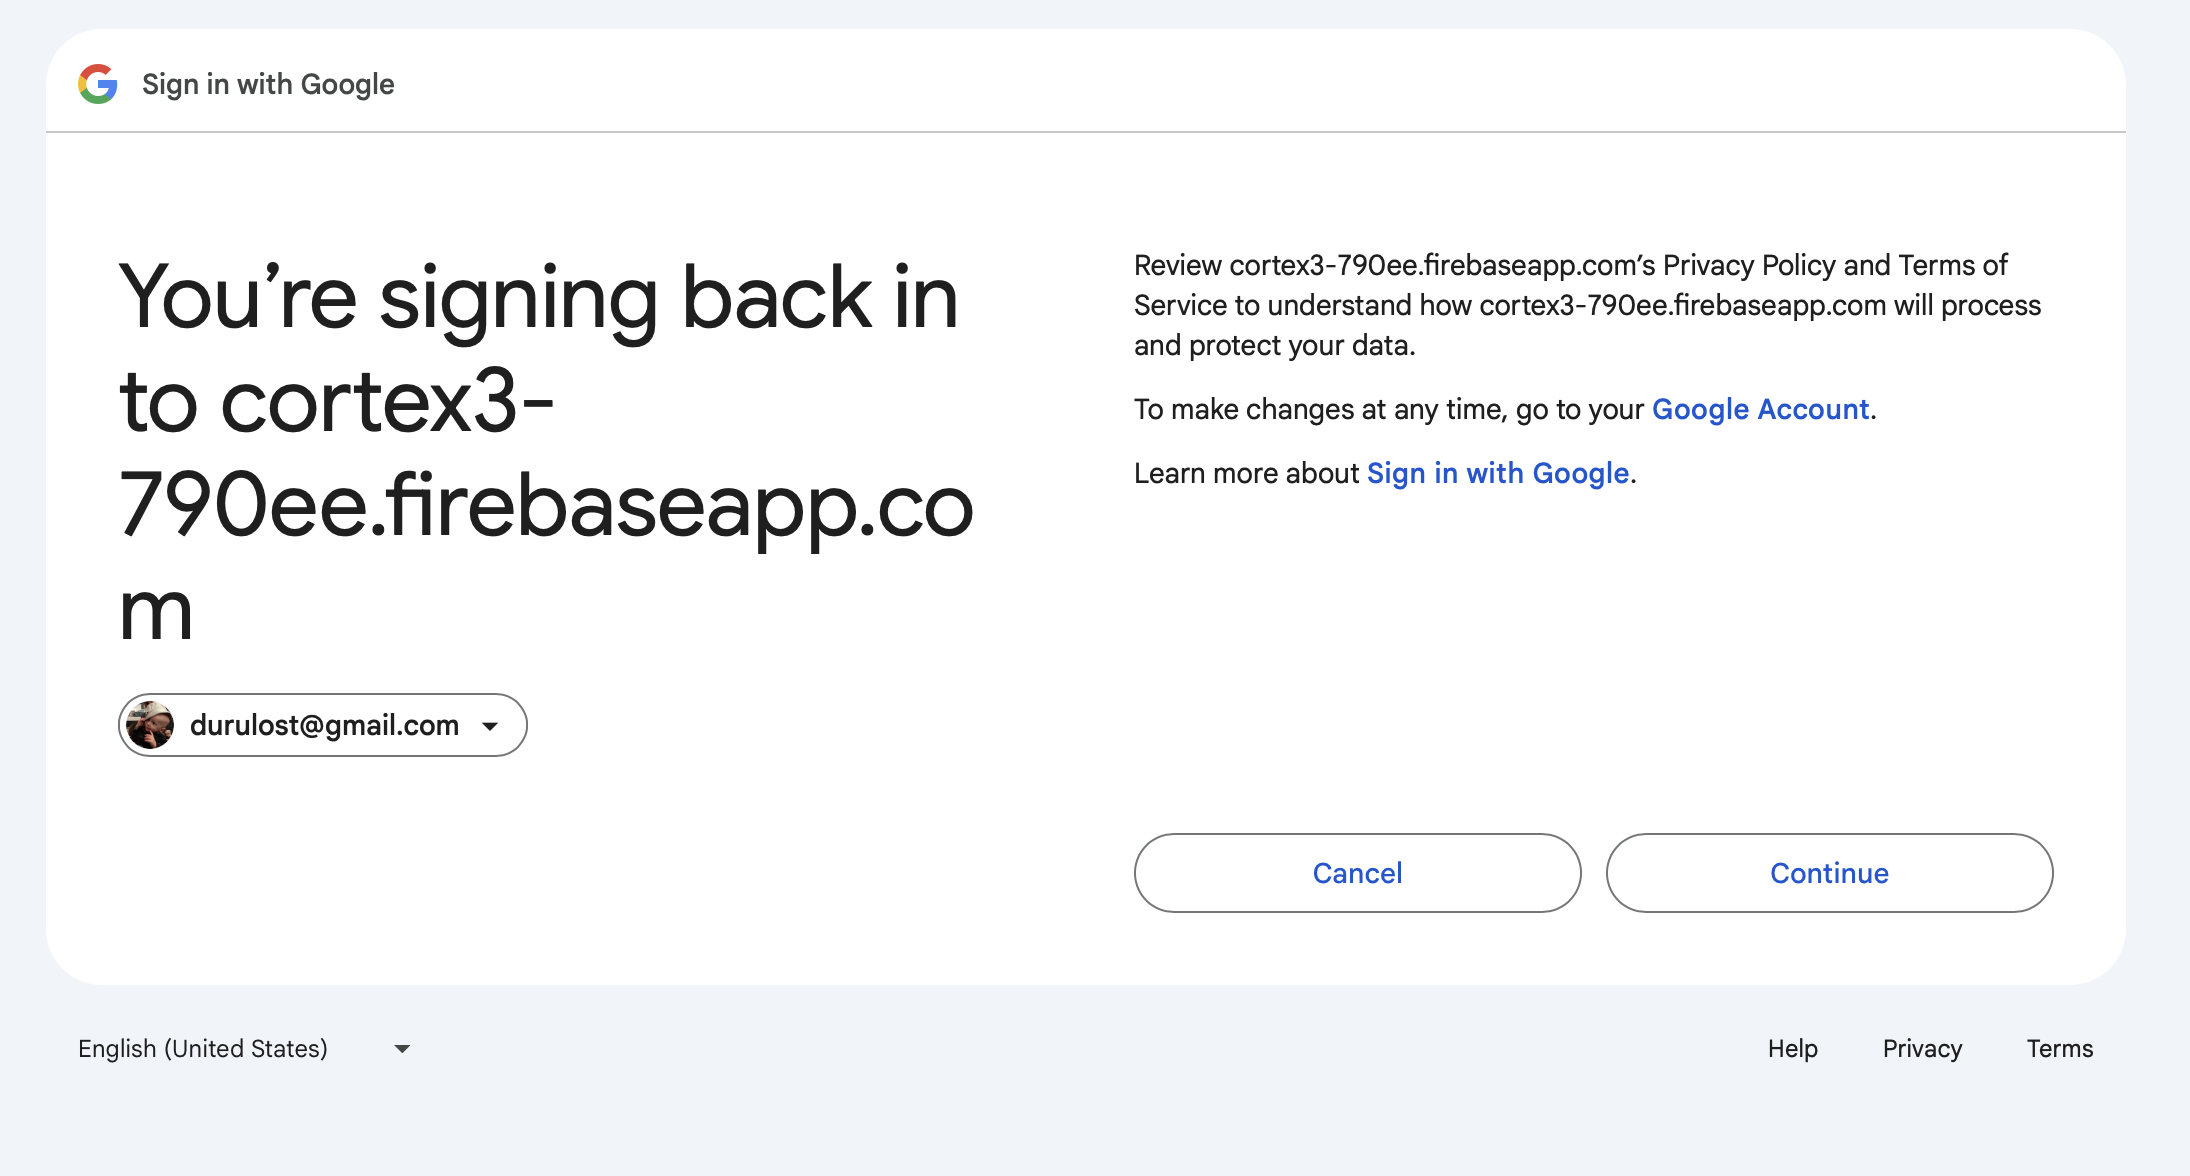 Sign in with Google
You’re signing back in
to cortex3-
790ee.firebaseapp.co
m
durulost@gmail.com
Review cortex3-790ee.firebaseapp.com’s Privacy Policy and Terms of
Service to understand how cortex3-790ee.firebaseapp.com will process
and protect your data.
To make changes at any time, go to your Google Account.
Learn more about Sign in with Google.
Cancel
Continue
English (United States)
Help
Privacy
Terms